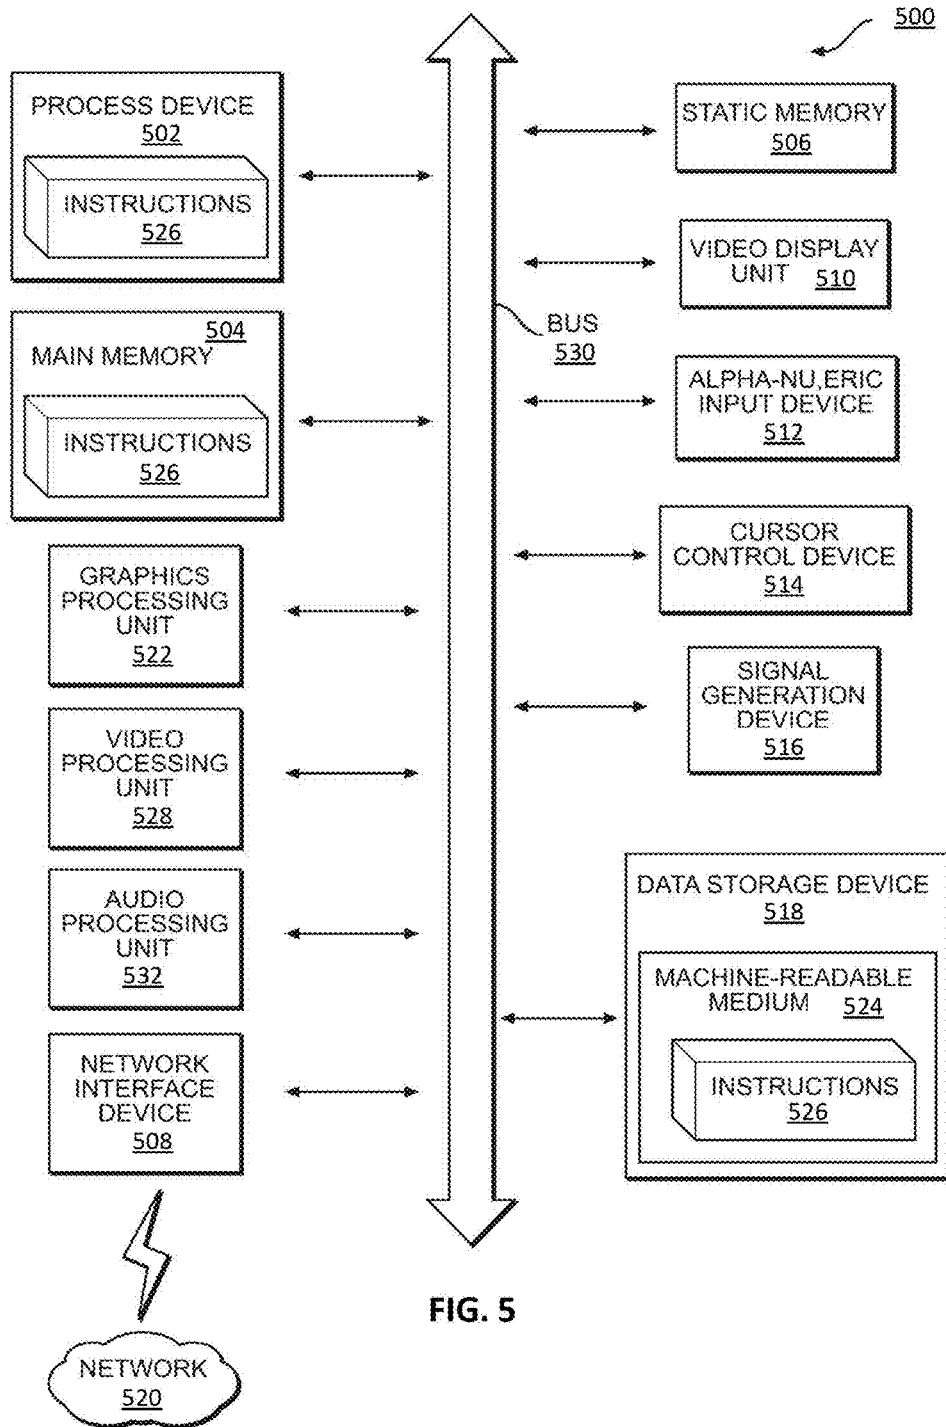 500
PROCESS DEVICE
502
INSTRUCTIONS
526
504
MAIN MEMORY
INSTRUCTIONS
526
GRAPHICS
PROCESSING
UNIT
522
VIDEO
PROCESSING
UNIT
528
AUDIO
PROCESSING
UNIT
532
NETWORK
INTERFACE
DEVICE
508
NETWORK
520
BUS
530
STATIC MEMORY
506
VIDEO DISPLAY
UNIT 510
ALPHA-NU,ERIC
INPUT DEVICE
512
CURSOR
CONTROL DEVICE
514
SIGNAL
GENERATION
DEVICE
516
DATA STORAGE DEVICE
518
MACHINE-READABLE
MEDIUM 524
INSTRUCTIONS
526
FIG. 5